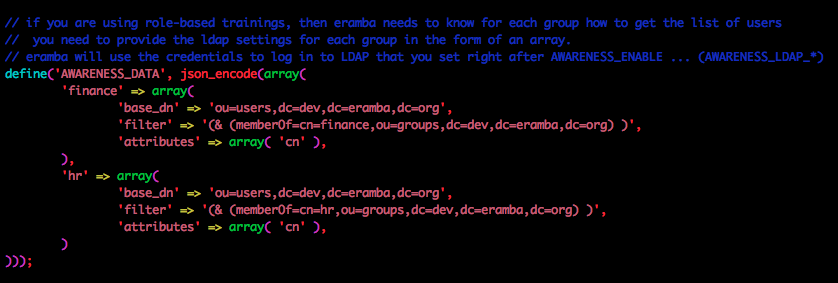 // if you are using role-based trainings, then eramba needs to know for each group how to get the list of users
//  you need to provide the ldap settings for each group in the form of an array.
// eramba will use the credentials to log in to LDAP that you set right after AWARENESS_ENABLE ... (AWARENESS_LDAP_*)
define('AWARENESS_DATA', json_encode(array(
        'finance' => array(
                'base_dn' => 'ou=users,dc=dev,dc=eramba,dc=org',
                'filter' => '(& (memberOf=cn=finance,ou=groups,dc=dev,dc=eramba,dc=org) )',
                'attributes' => array( 'cn' ),
        ),
        'hr' => array(
                'base_dn' => 'ou=users,dc=dev,dc=eramba,dc=org',
                'filter' => '(& (memberOf=cn=hr,ou=groups,dc=dev,dc=eramba,dc=org) )',
                'attributes' => array( 'cn' ),
        )
)));